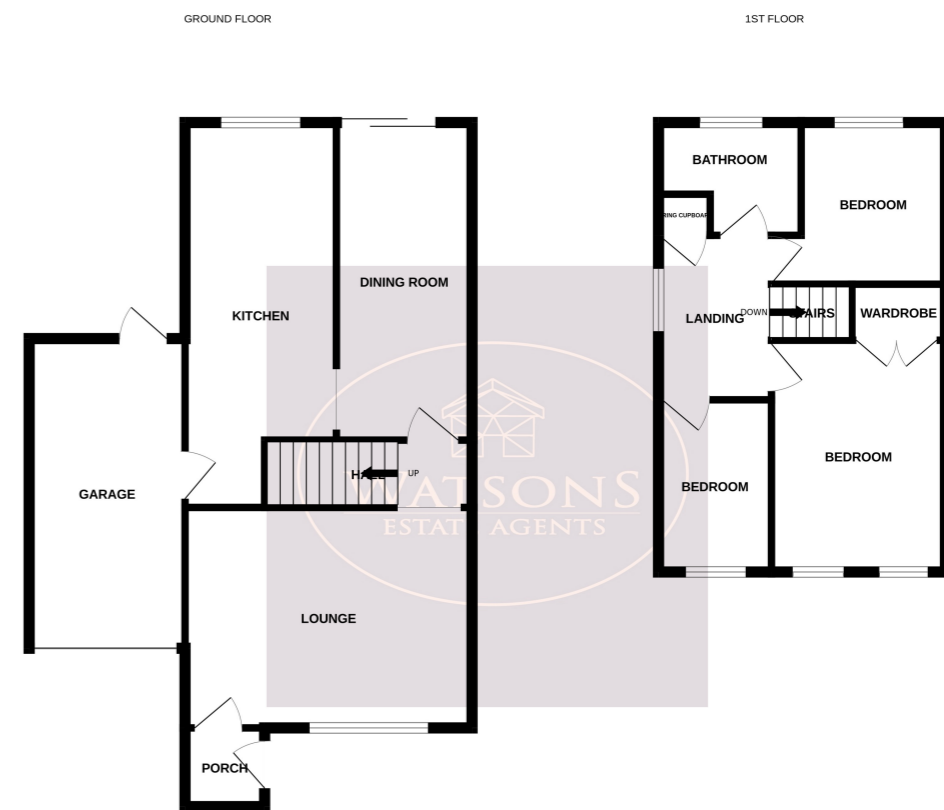 GROUND FLOOR
1ST FLOOR
BATHROOM
BEDROOM
DINING ROOM
KITCHEN
LANDING
DOWN
STAIRS
WARDROBE
GARAGE
HALL
UP
BEDROOM
BEDROOM
WATSONS
ESTATE AGENTS
LOUNGE
PORCH